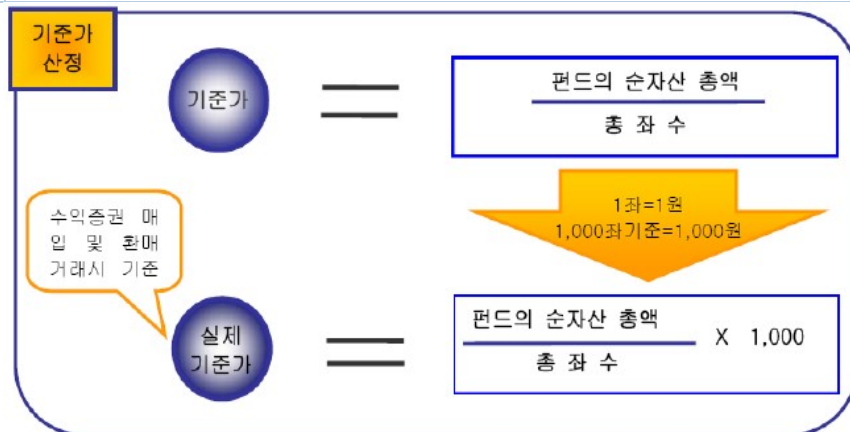 기준가
산정
기준가
펀드의 순자산 총액
총 좌 수
1좌=1원
1,000좌기준=1,000원
수익증권 매
입 및 환매
거래시 기준
실제
기준가
펀드의 순자산 총액
총 좌 수
X 1,000